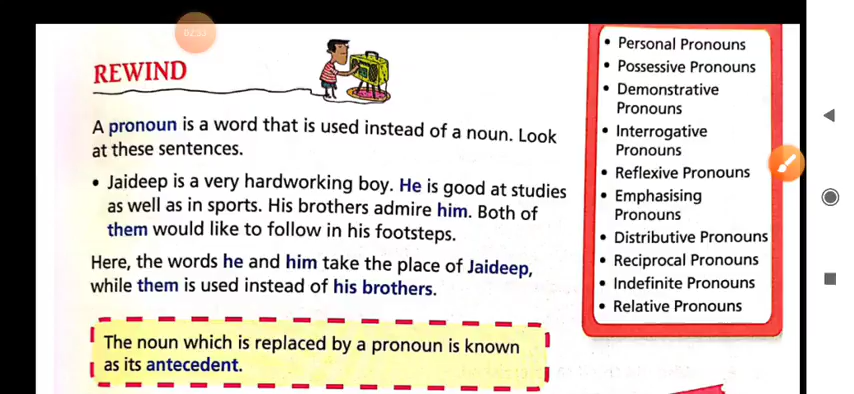 02:53
REWIND
A pronoun is a word that is used instead of a noun. Look
at these sentences.
• Jaideep is a very hardworking boy. He is good at studies
as well as in sports. His brothers admire him. Both of
them would like to follow in his footsteps.
Here, the words he and him take the place of Jaideep,
while them is used instead of his brothers.
The noun which is replaced by a pronoun is known
as its antecedent.
• Personal Pronouns
• Possessive Pronouns
• Demonstrative
Pronouns
• Interrogative
Pronouns
• Reflexive Pronouns
• Emphasising
Pronouns
• Distributive Pronouns
• Reciprocal Pronouns
• Indefinite Pronouns
• Relative Pronouns